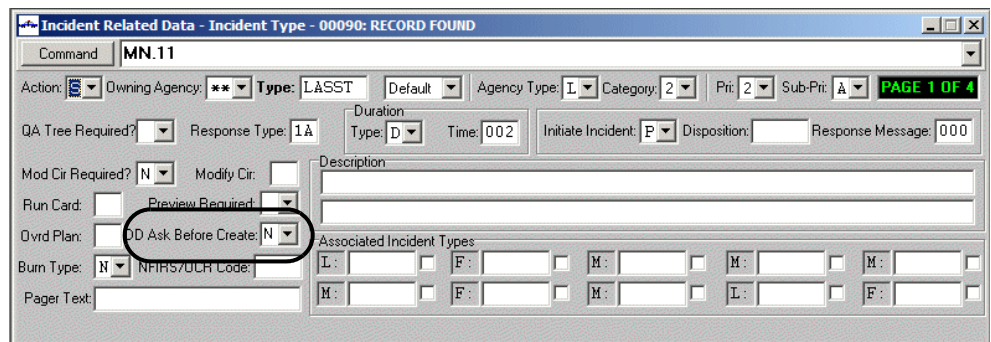 Incident Related Data - Incident Type - 00090: RECORD FOUND
Command MN.11
Action: S Owning Agency: ** Type: LASST Default Agency Type: L Category: 2 Pri: 2 Sub-Pri: A PAGE 1 OF 4
QA Tree Required? Response Type: 1A Duration Type: D Time: 002 Initiate Incident: P Disposition: Response Message: 000
Mod Cir Required? N Modify Cir: Description
Run Card: Preview Required:
Ovrd Plan: DD Ask Before Create: N Associated Incident Types
Burn Type: N NFIRS/UCR Code: L: F: M: M: M:
Pager Text: M: F: M: L: F: